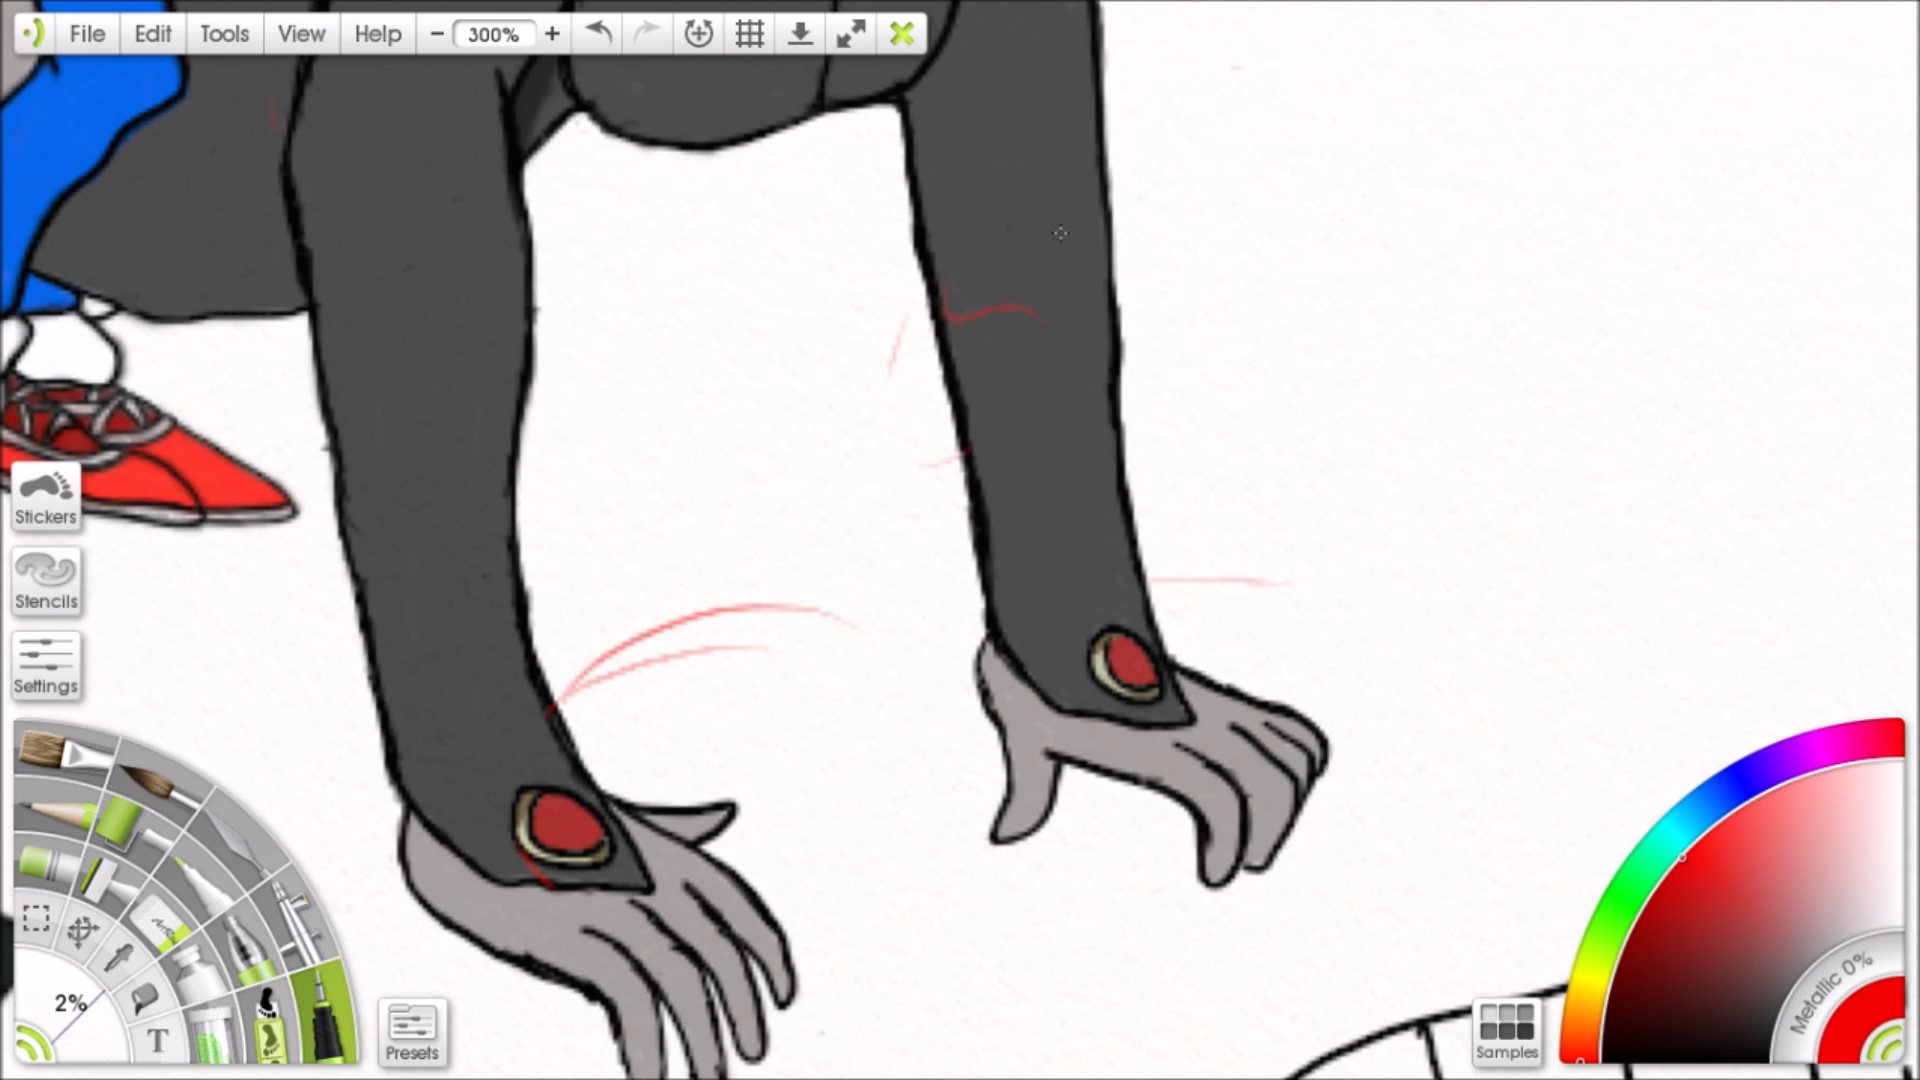 File Edit Tools View Help − 300% +
Stickers
Stencils
Settings
2%
T
Presets
Samples
Metallic 0%